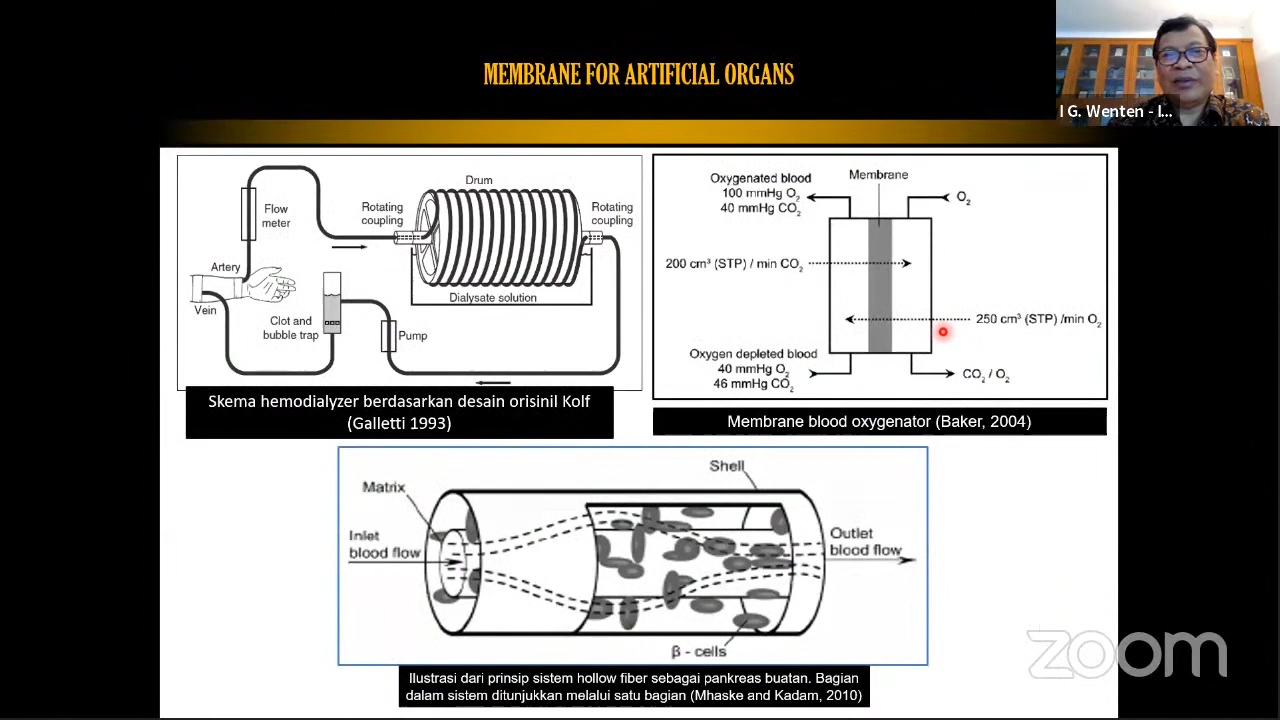 MEMBRANE FOR ARTIFICIAL ORGANS
I G. Wenten - I...
Drum
Flow
meter
Rotating
coupling
Rotating
coupling
Artery
Vein
Dialysate solution
Clot and
bubble trap
Pump
Skema hemodialyzer berdasarkan desain orisinil Kolf
(Galletti 1993)
Oxygenated blood
100 mmHg O₂
40 mmHg CO₂
Membrane
O₂
200 cm³ (STP) / min CO₂
250 cm³ (STP) /min O₂
Oxygen depleted blood
40 mmHg O₂
46 mmHg CO₂
CO₂ / O₂
Membrane blood oxygenator (Baker, 2004)
Shell
Matrix
Inlet
blood flow
Outlet
blood flow
β - cells
Ilustrasi dari prinsip sistem hollow fiber sebagai pankreas buatan. Bagian
dalam sistem ditunjukkan melalui satu bagian (Mhaske and Kadam, 2010)
zoom